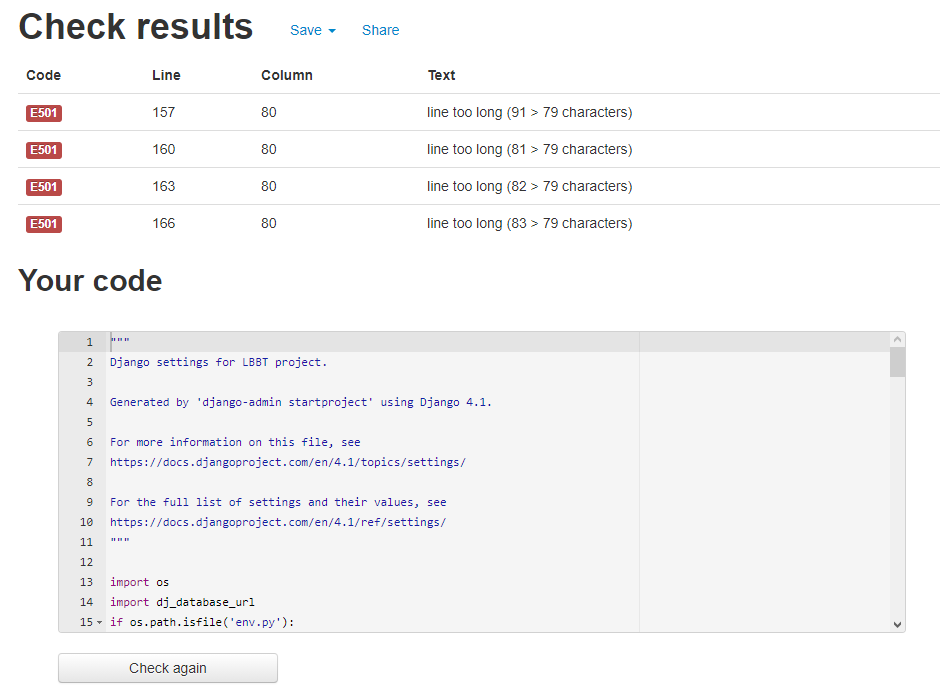 Check results Save Share
Code Line Column Text
E501 157 80 line too long (91 > 79 characters)
E501 160 80 line too long (81 > 79 characters)
E501 163 80 line too long (82 > 79 characters)
E501 166 80 line too long (83 > 79 characters)
Your code
1 """
2 Django settings for LBBT project.
3
4 Generated by 'django-admin startproject' using Django 4.1.
5
6 For more information on this file, see
7 https://docs.djangoproject.com/en/4.1/topics/settings/
8
9 For the full list of settings and their values, see
10 https://docs.djangoproject.com/en/4.1/ref/settings/
11 """
12
13 import os
14 import dj_database_url
15 if os.path.isfile('env.py'):
Check again